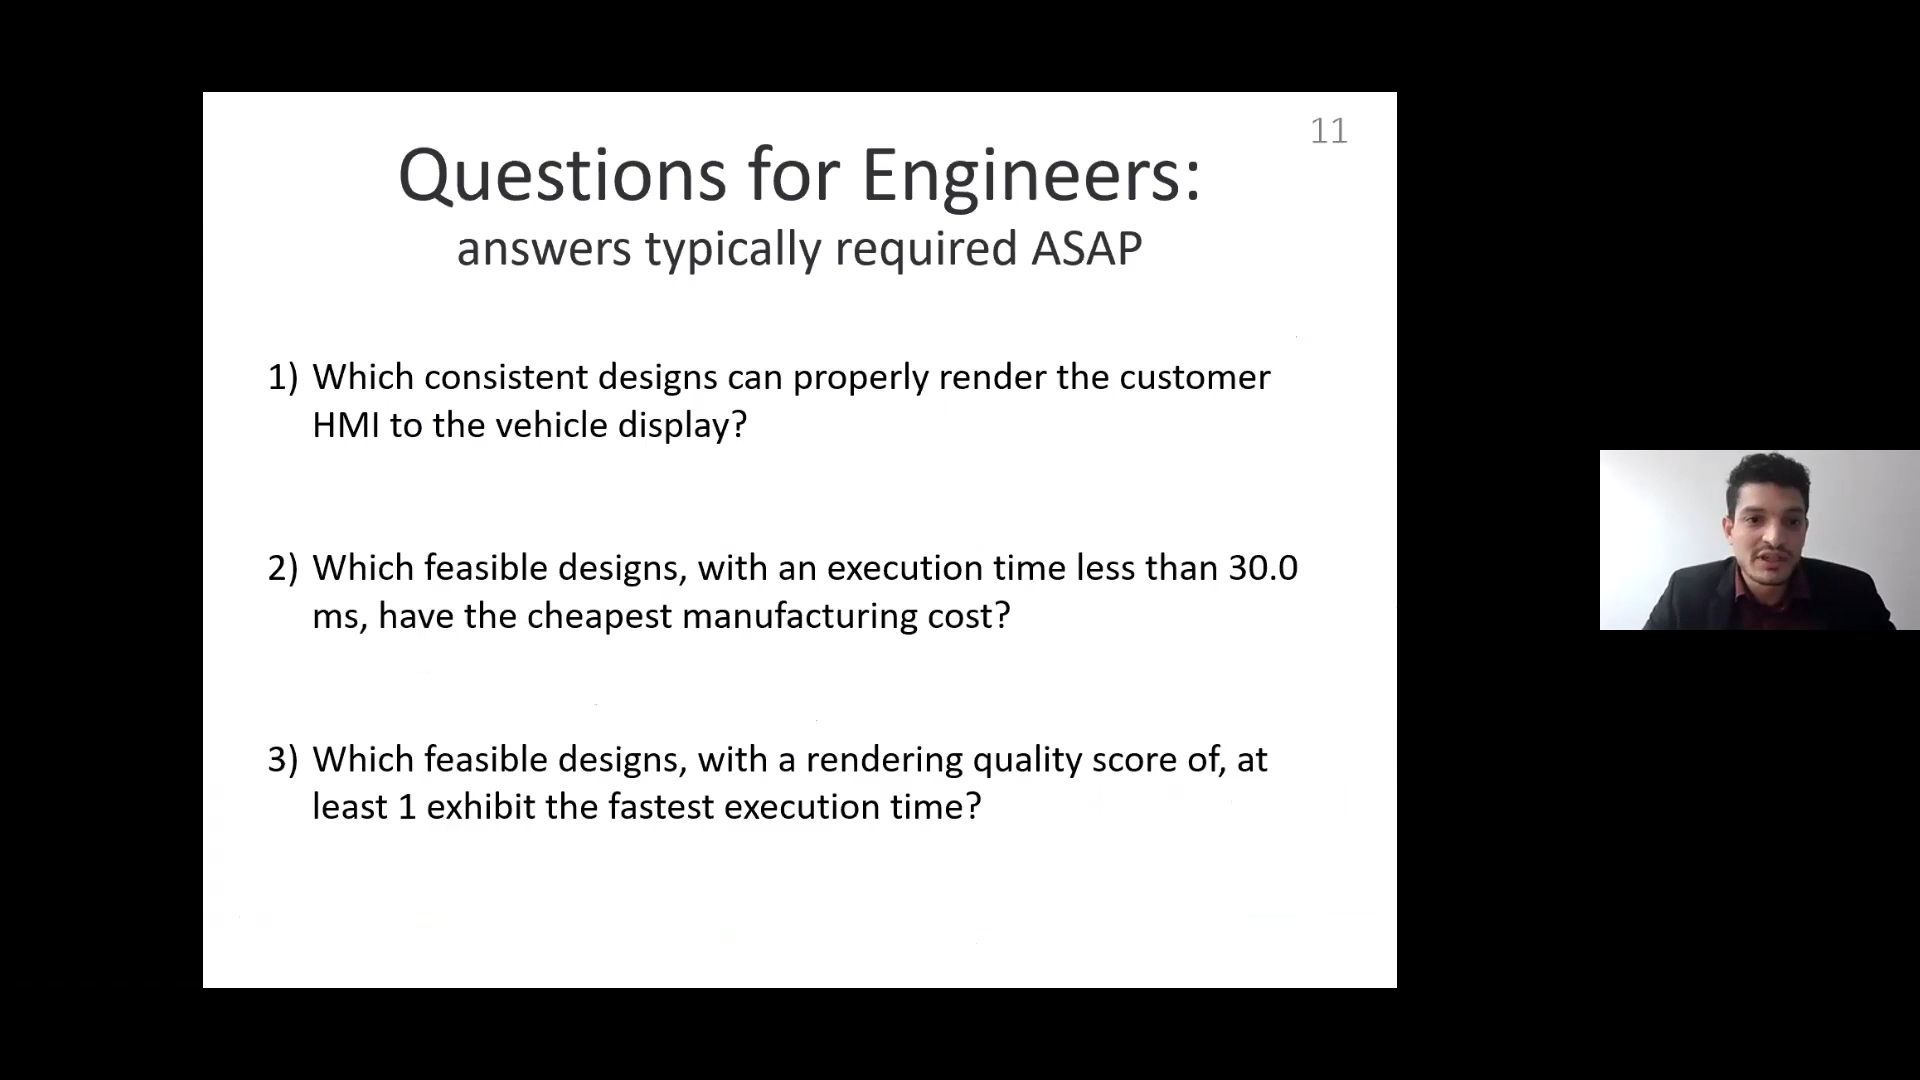 11
Questions for Engineers:
answers typically required ASAP
1) Which consistent designs can properly render the customer
HMI to the vehicle display?
2) Which feasible designs, with an execution time less than 30.0
ms, have the cheapest manufacturing cost?
3) Which feasible designs, with a rendering quality score of, at
least 1 exhibit the fastest execution time?